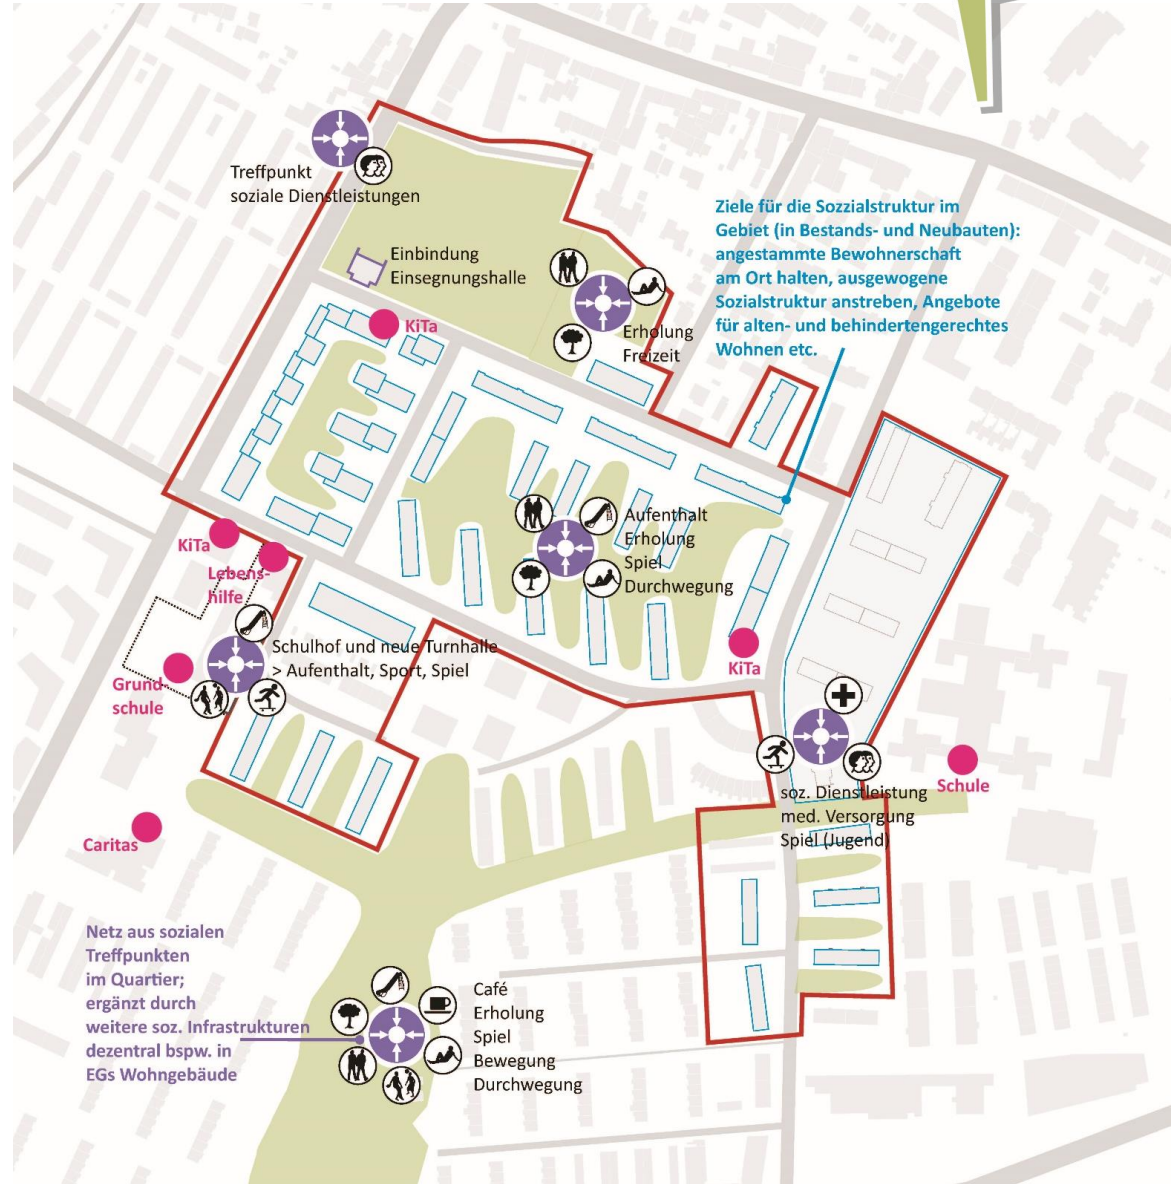 Treffpunkt
soziale Dienstleistungen
Ziele für die Sozzialstruktur im
Gebiet (in Bestands- und Neubauten):
angestammte Bewohnerschaft
am Ort halten, ausgewogene
Sozialstruktur anstreben, Angebote
für alten- und behindertengerechtes
Wohnen etc.
Einbindung
Einsegnungshalle
KiTa
Erholung
Freizeit
Aufenthalt
Erholung
Spiel
Durchwegung
KiTa
Lebens-
hilfe
Schulhof und neue Turnhalle
> Aufenthalt, Sport, Spiel
KiTa
Grund
schule
soz. Dienstleistung
med. Versorgung
Spiel (Jugend)
Schule
Caritas
Netz aus sozialen
Treffpunkten
im Quartier;
ergänzt durch
weitere soz. Infrastrukturen
dezentral bspw. in
EGs Wohngebäude
Café
Erholung
Spiel
Bewegung
Durchwegung